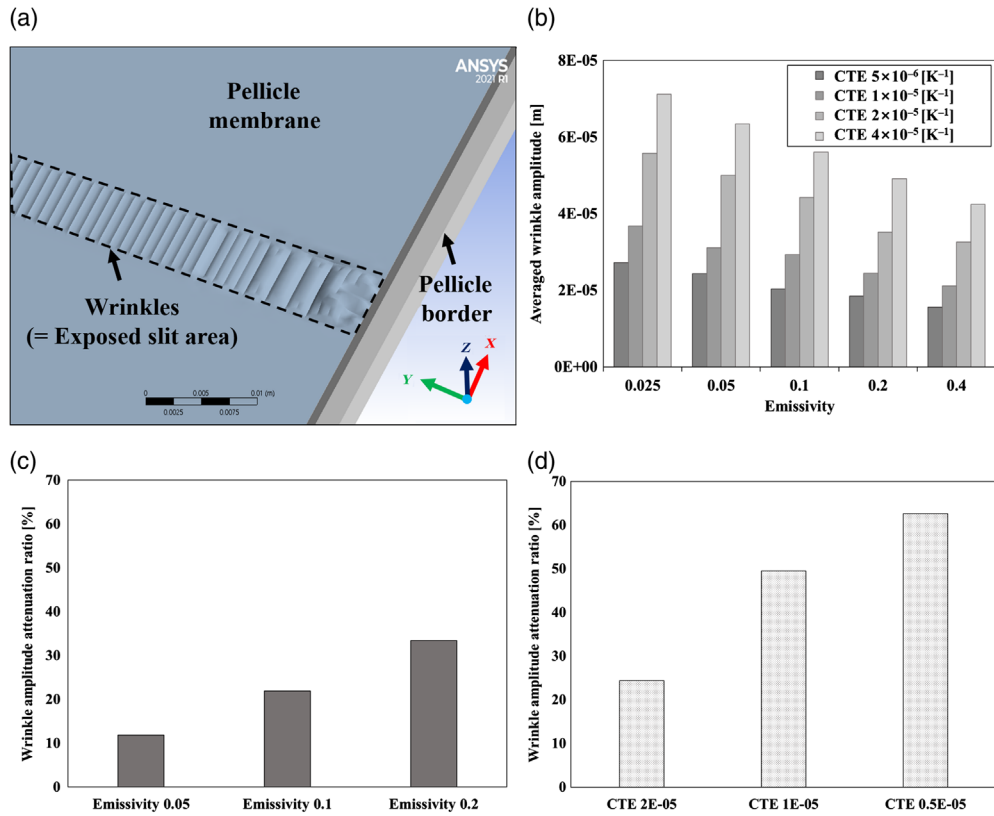 (a)
ANSYS
2021 R1
Pellicle
membrane
Wrinkles
(= Exposed slit area)
Pellicle
border
Z
X
Y
0
0.005
0.01 (m)
0.0025
0.0075
(b)
Averaged wrinkle amplitude [m]
8E-05
6E-05
4E-05
2E-05
0E+00
CTE 5×10⁻⁶ [K⁻¹]
CTE 1×10⁻⁵ [K⁻¹]
CTE 2×10⁻⁵ [K⁻¹]
CTE 4×10⁻⁵ [K⁻¹]
0.025 0.05 0.1 0.2 0.4
Emissivity
(c)
Wrinkle amplitude attenuation ratio [%]
70
60
50
40
30
20
10
0
Emissivity 0.05 Emissivity 0.1 Emissivity 0.2
(d)
Wrinkle amplitude attenuation ratio [%]
70
60
50
40
30
20
10
0
CTE 2E-05 CTE 1E-05 CTE 0.5E-05